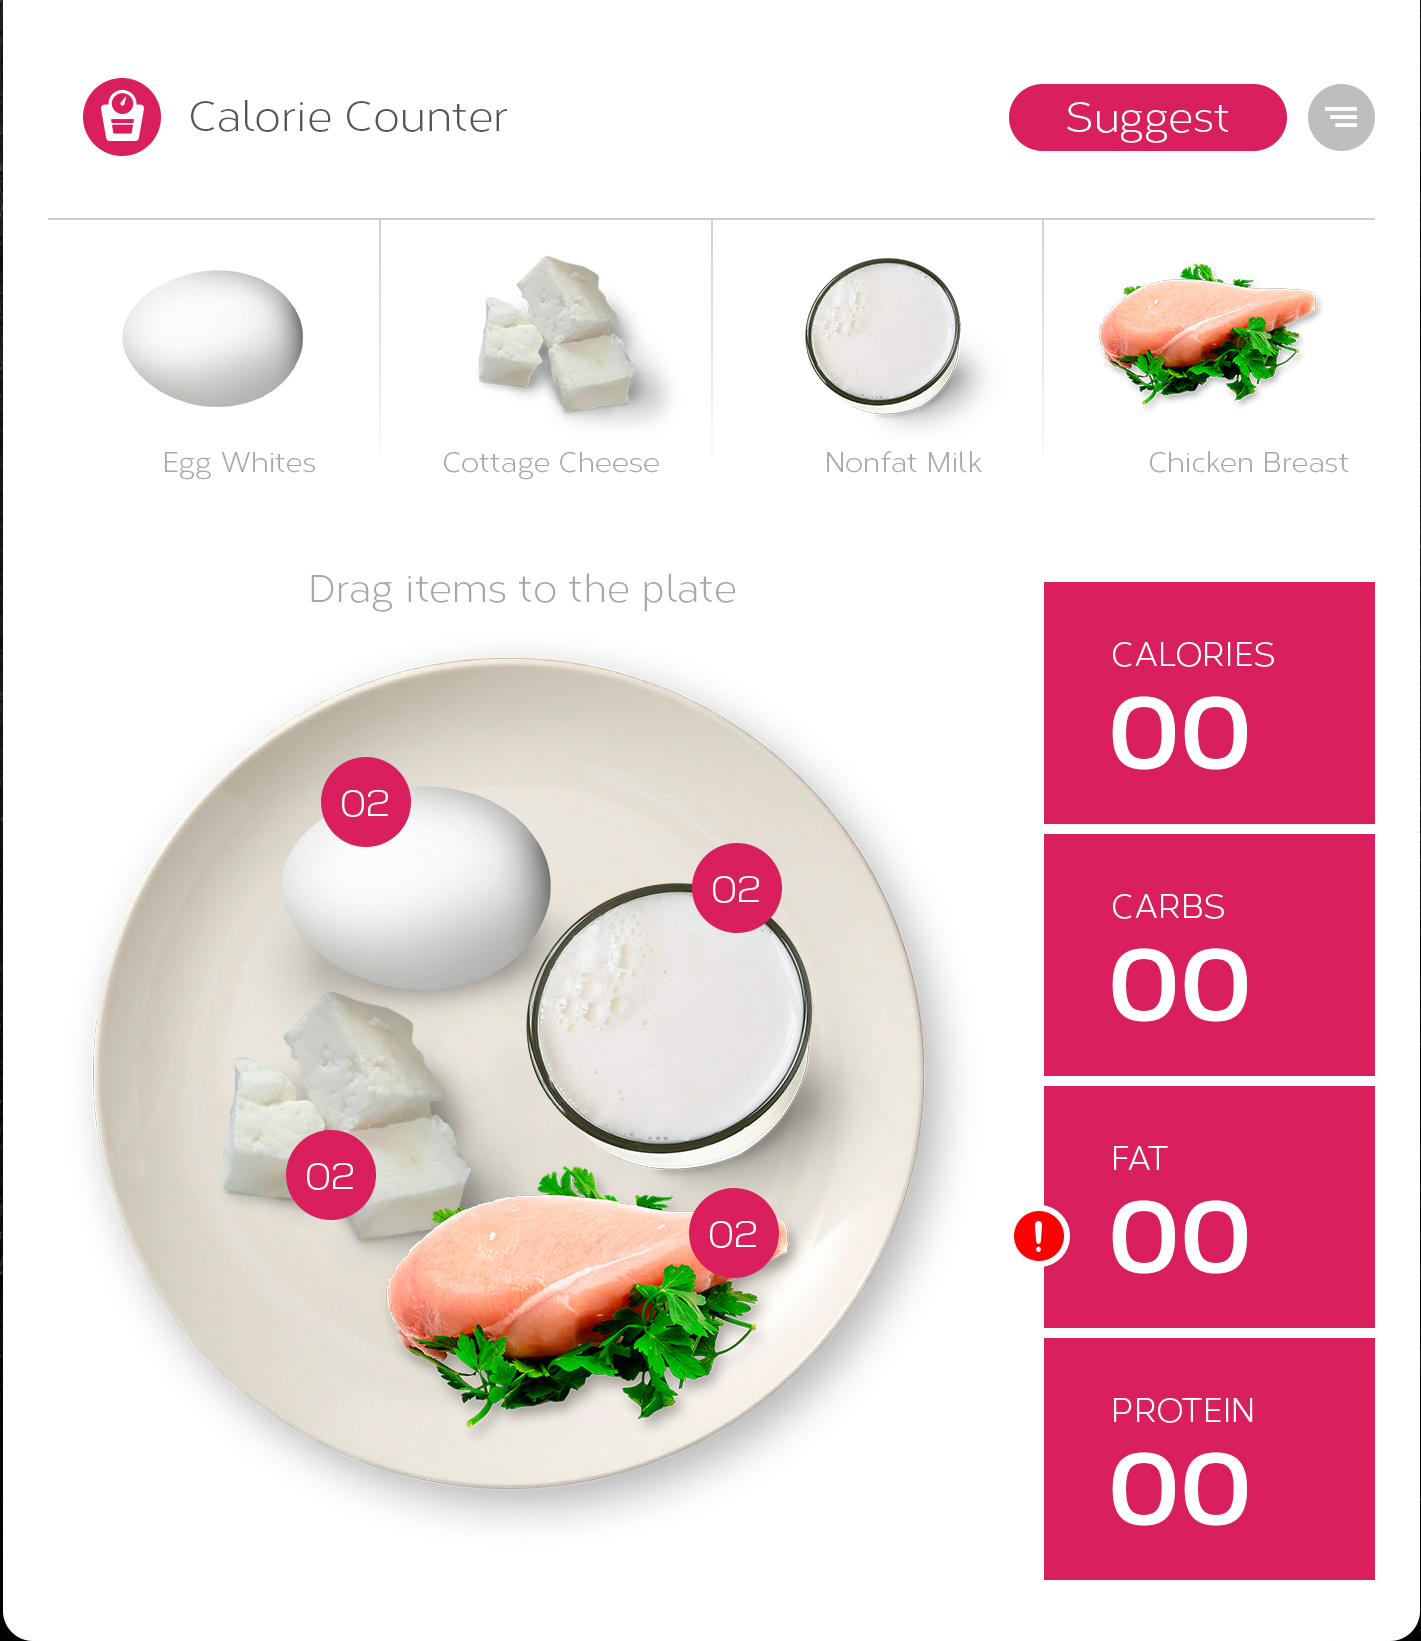 Calorie Counter
Suggest
Egg Whites
Cottage Cheese
Nonfat Milk
Chicken Breast
Drag items to the plate
02
02
02
02
CALORIES
00
CARBS
00
FAT
00
!
PROTEIN
00